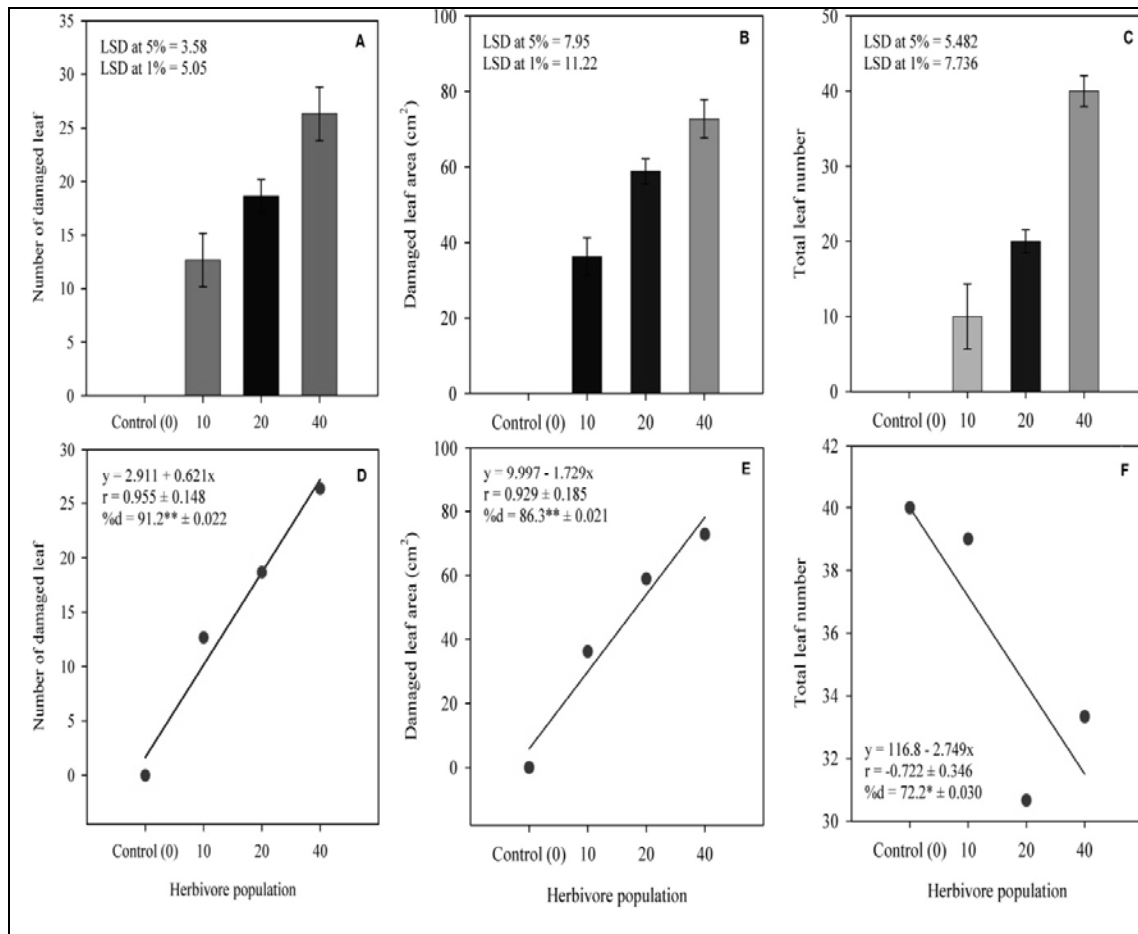 A
LSD at 5% = 3.58
LSD at 1% = 5.05
Number of damaged leaf
35
30
25
20
15
10
5
0
Control (0) 10 20 40
B
LSD at 5% = 7.95
LSD at 1% = 11.22
Damaged leaf area (cm²)
100
80
60
40
20
0
Control (0) 10 20 40
C
LSD at 5% = 5.482
LSD at 1% = 7.736
Total leaf number
50
40
30
20
10
0
Control (0) 10 20 40
D
y = 2.911 + 0.621x
r = 0.955 ± 0.148
%d = 91.2** ± 0.022
Number of damaged leaf
30
25
20
15
10
5
0
Control (0) 10 20 40
Herbivore population
E
y = 9.997 - 1.729x
r = 0.929 ± 0.185
%d = 86.3** ± 0.021
Damaged leaf area (cm²)
100
80
60
40
20
0
Control (0) 10 20 40
Herbivore population
F
y = 116.8 - 2.749x
r = -0.722 ± 0.346
%d = 72.2* ± 0.030
Total leaf number
42
40
38
36
34
32
30
Control (0) 10 20 40
Herbivore population